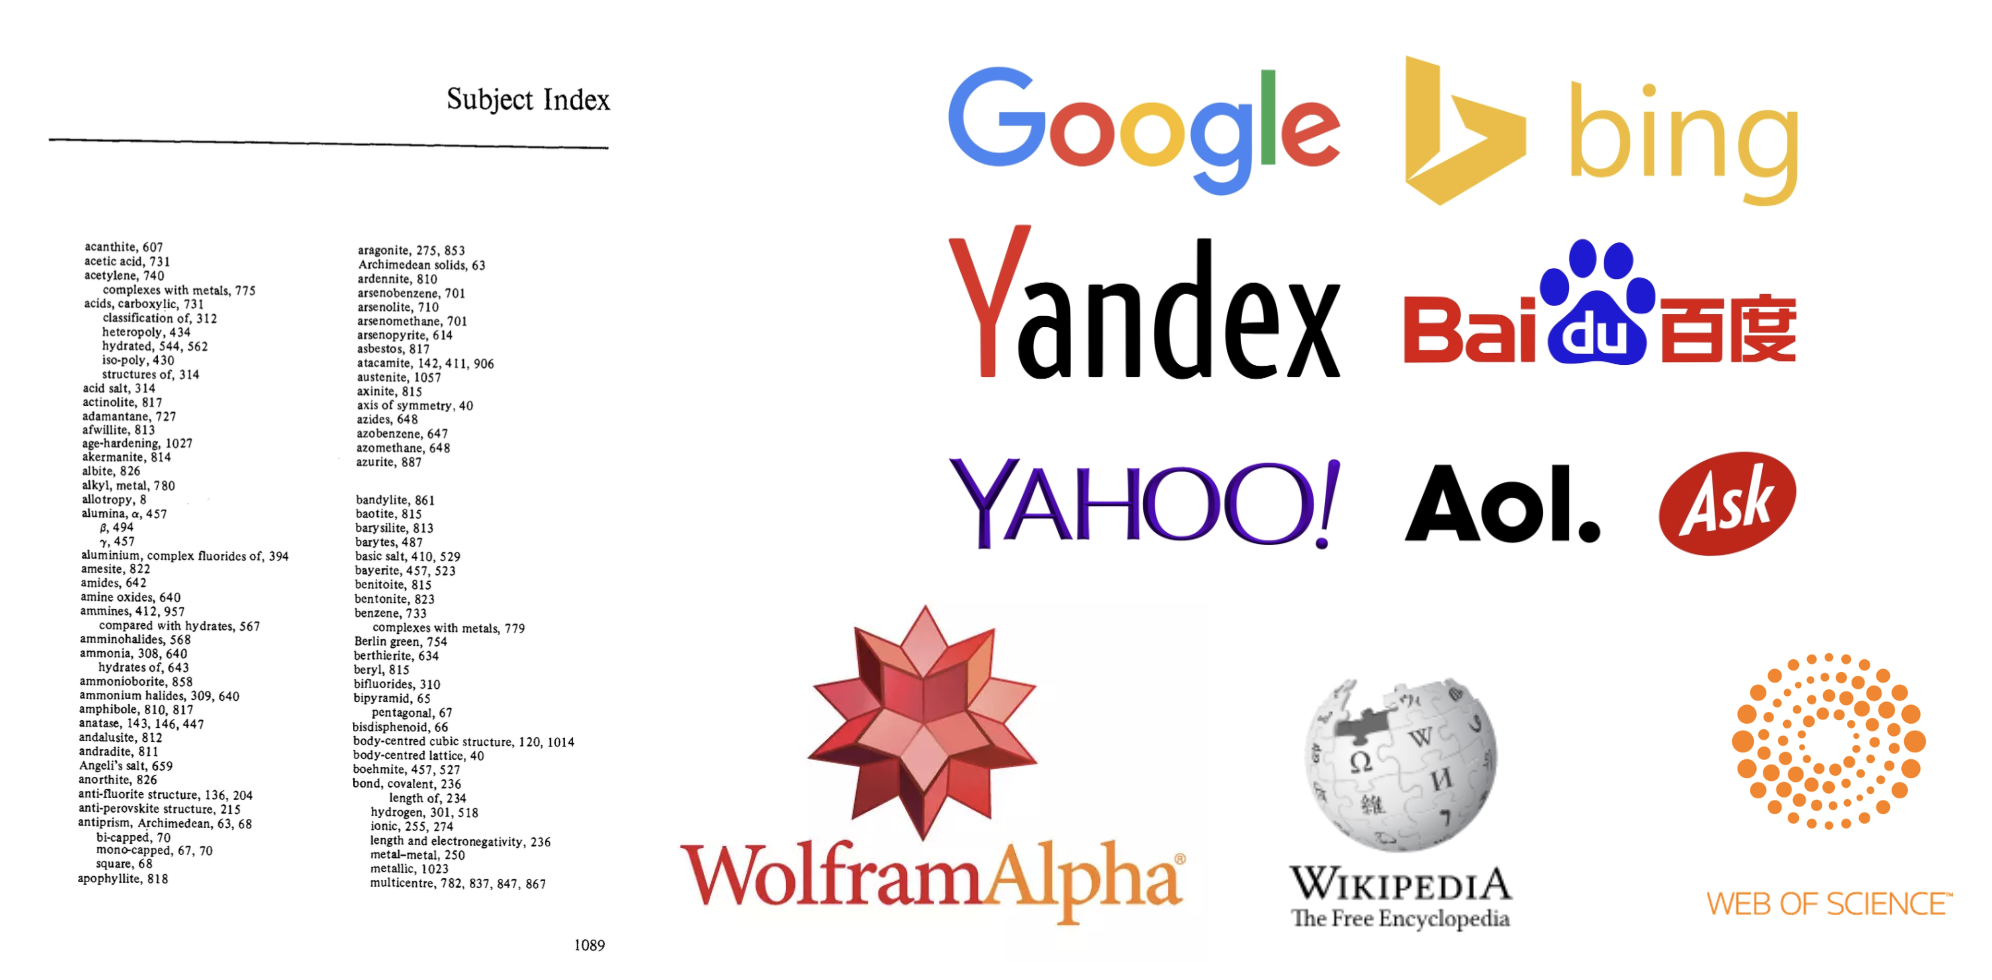 Subject Index
acanthite, 607
acetic acid, 731
acetylene, 740
complexes with metals, 775
acids, carboxylic, 731
classification of, 312
heteropoly, 434
hydrated, 544, 562
iso-poly, 430
structures of, 314
acid salt, 314
actinolite, 817
adamantane, 727
afwillite, 813
age-hardening, 1027
akermanite, 814
albite, 826
alkyl, metal, 780
allotropy, 8
alumina, α, 457
β, 494
γ, 457
aluminium, complex fluorides of, 394
amesite, 822
amides, 642
amine oxides, 640
ammines, 412, 957
compared with hydrates, 567
amminohalides, 568
ammonia, 308, 640
hydrates of, 643
ammonioborite, 858
ammonium halides, 309, 640
amphibole, 810, 817
anatase, 143, 146, 447
andalusite, 812
andradite, 811
Angeli's salt, 659
anorthite, 826
anti-fluorite structure, 136, 204
anti-perovskite structure, 215
antiprism, Archimedean, 63, 68
bi-capped, 70
mono-capped, 67, 70
square, 68
apophyllite, 818
aragonite, 275, 853
Archimedean solids, 63
ardennite, 810
arsenobenzene, 701
arsenolite, 710
arsenomethane, 701
arsenopyrite, 614
asbestos, 817
atacamite, 142, 411, 906
austenite, 1057
axinite, 815
axis of symmetry, 40
azides, 648
azobenzene, 647
azomethane, 648
azurite, 887
bandylite, 861
baotite, 815
barysilite, 813
barytes, 487
basic salt, 410, 529
bayerite, 457, 523
benitoite, 815
bentonite, 823
benzene, 733
complexes with metals, 779
Berlin green, 754
berthierite, 634
beryl, 815
bifluorides, 310
bipyramid, 65
pentagonal, 67
bisdisphenoid, 66
body-centred cubic structure, 120, 1014
body-centred lattice, 40
boehmite, 457, 527
bond, covalent, 236
length of, 234
hydrogen, 301, 518
ionic, 255, 274
length and electronegativity, 236
metal–metal, 250
metallic, 1023
multicentre, 782, 837, 847, 867
1089
Google
bing
Yandex
Bai du 百度
YAHOO!
Aol.
Ask
WolframAlpha®
Ω W И 維
WIKIPEDIA
The Free Encyclopedia
WEB OF SCIENCE™